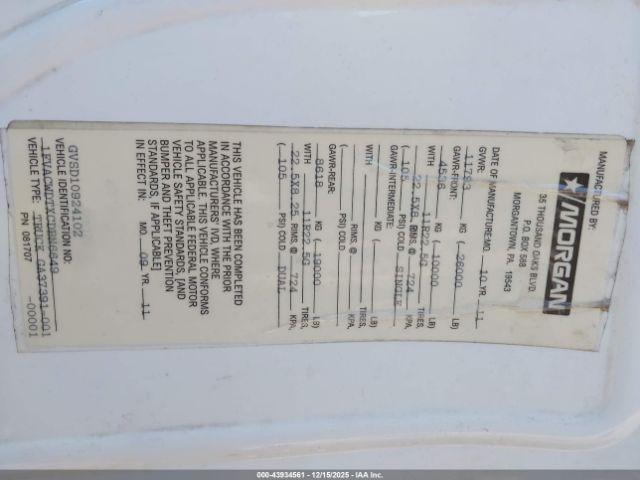 MANUFACTURED BY:
MORGAN
35 THOUSAND OAKS BLVD.
P.O. BOX 588
MORGANTOWN, PA 19543
DATE OF MANUFACTURE: MO. 10 YR. 11
GVWR:
11793 KG ( 26000 LB)
GAWR-FRONT:
4536 KG ( 10000 LB)
WITH 11R22.5G TIRES,
22.5X8. RIMS, @ 724 KPA,
( 105 PSI) COLD SINGLE
GAWR-INTERMEDIATE:
KG ( LB)
WITH TIRES,
RIMS, @ KPA,
( PSI) COLD
GAWR-REAR:
8618 KG ( 19000 LB)
WITH 11R22.5G TIRES,
22.5X8.25 RIMS, @ 724 KPA,
( 105 PSI) COLD DUAL
THIS VEHICLE HAS BEEN COMPLETED
IN ACCORDANCE WITH THE PRIOR
MANUFACTURERS' IVD, WHERE
APPLICABLE. THIS VEHICLE CONFORMS
TO ALL APPLICABLE FEDERAL MOTOR
VEHICLE SAFETY STANDARDS, [AND
BUMPER AND THEFT PREVENTION
STANDARDS, IF APPLICABLE]
IN EFFECT IN: MO. 09 YR. 11
GVSD10924102
VEHICLE IDENTIFICATION NO:
VEHICLE TYPE: TRUCK
PN 081707 -00001
000-43934561 - 12/15/2025 - IAAI.com